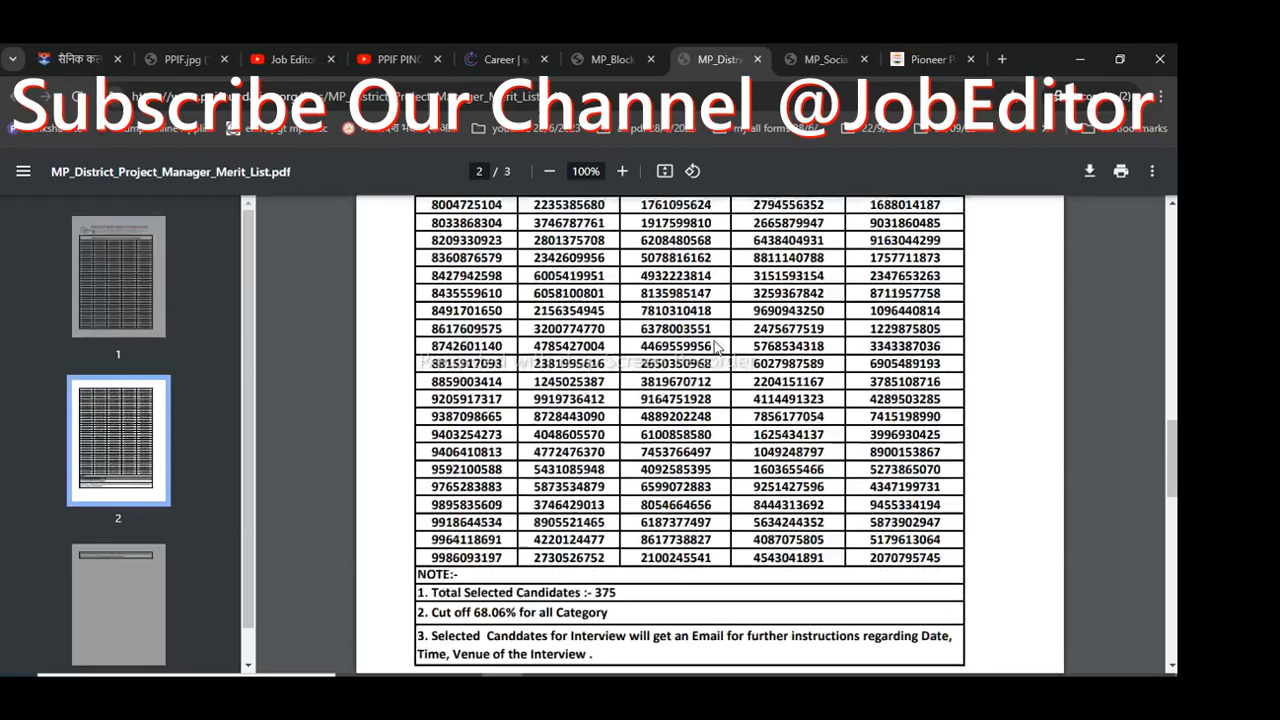 सैनिक कल
PPIF.jpg (
Job Editor
PPIF PINC
Career | w
MP_Block
MP_Distri
MP_Socia
Pioneer P
Subscribe Our Channel @JobEditor
MP_District_Project_Manager_Merit_List.pdf
2 / 3
100%
8004725104 2235385680 1761095624 2794556352 1688014187
8033868304 3746787761 1917599810 2665879947 9031860485
8209330923 2801375708 6208480568 6438404931 9163044299
8360876579 2342609956 5078816162 8811140788 1757711873
8427942598 6005419951 4932223814 3151593154 2347653263
8435559610 6058100801 8135985147 3259367842 8711957758
8491701650 2156354945 7810310418 9690943250 1096440814
8617609575 3200774770 6378003551 2475677519 1229875805
8742601140 4785427004 4469559956 5768534318 3343387036
8815917093 2381995616 2650350968 6027987589 6905489193
8859003414 1245025387 3819670712 2204151167 3785108716
9205917317 9919736412 9164751928 4114491323 4289503285
9387098665 8728443090 4889202248 7856177054 7415198990
9403254273 4048605570 6100858580 1625434137 3996930425
9406410813 4772476370 7453766497 1049248797 8900153867
9592100588 5431085948 4092585395 1603655466 5273865070
9765283883 5873534879 6599072883 9251427596 4347199731
9895835609 3746429013 8054664656 8444313692 9455334194
9918644534 8905521465 6187377497 5634244352 5873902947
9964118691 4220124477 8617738827 4087075805 5179613064
9986093197 2730526752 2100245541 4543041891 2070795745
NOTE:-
1. Total Selected Candidates :- 375
2. Cut off 68.06% for all Category
3. Selected Canddates for Interview will get an Email for further instructions regarding Date,
Time, Venue of the Interview .
1
2